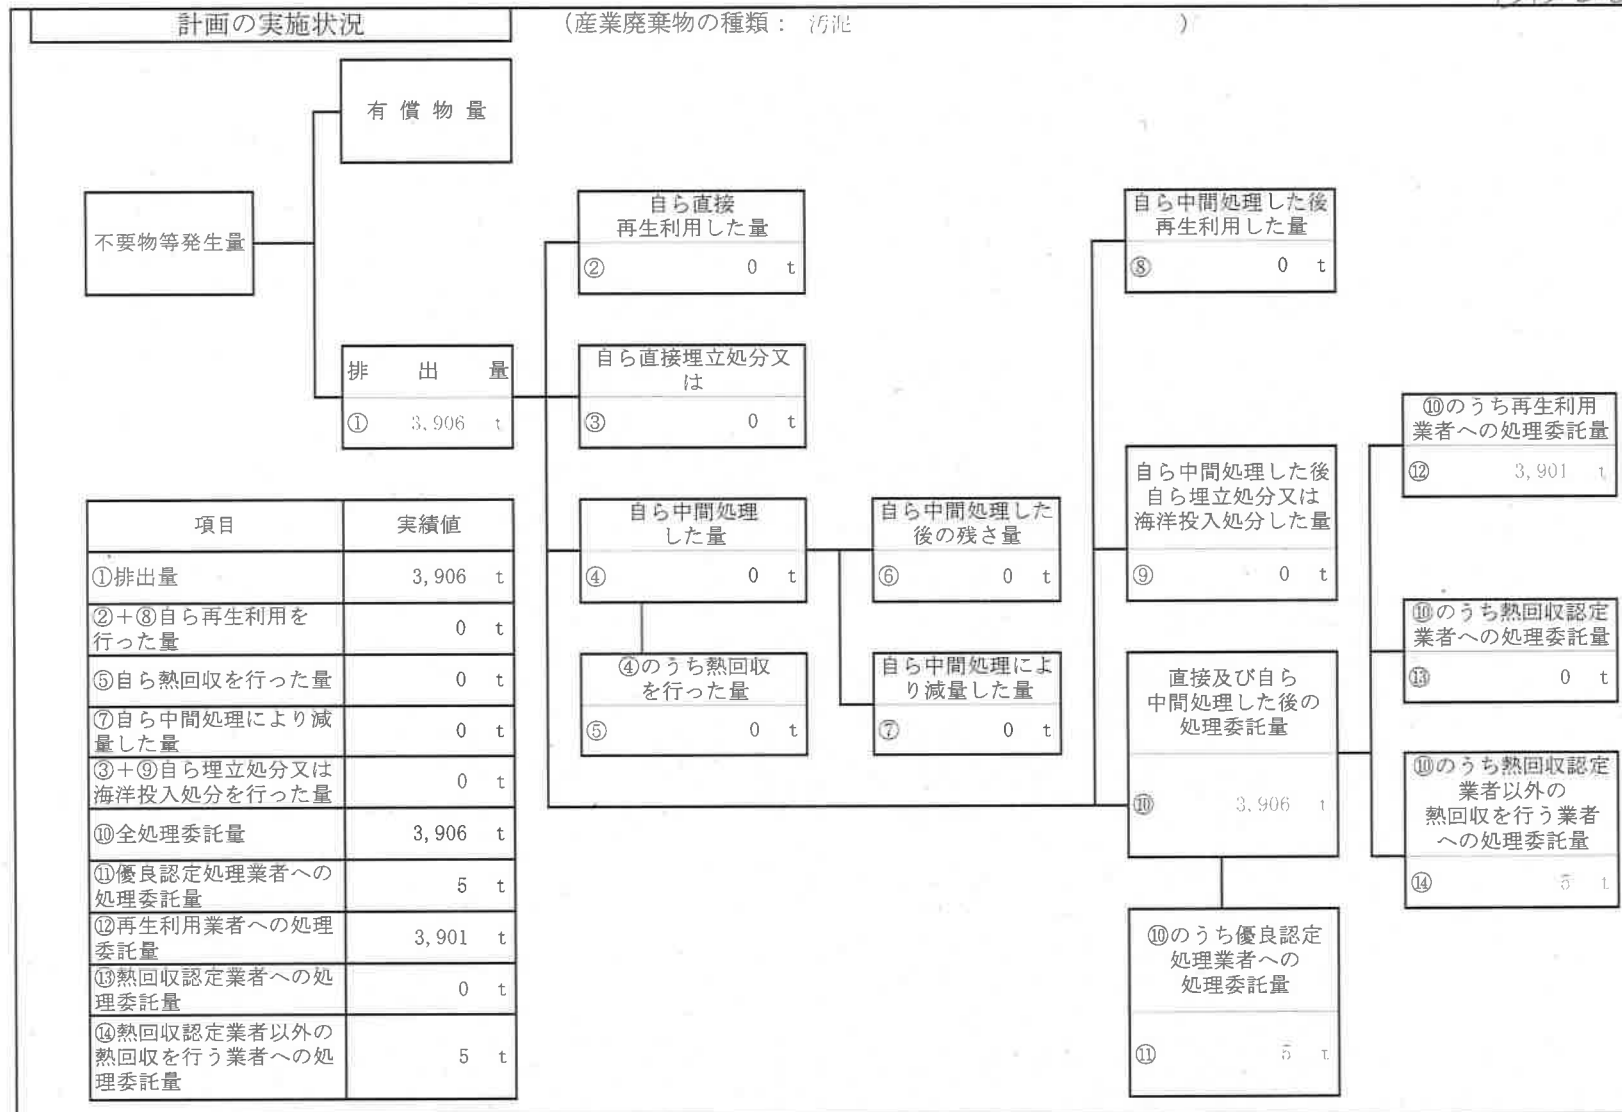 計画の実施状況
(産業廃棄物の種類： 汚泥 )
有償物量
不要物等発生量
排出量
① 3,906 t
自ら直接
再生利用した量
② 0 t
自ら直接埋立処分又
は
③ 0 t
自ら中間処理
した量
④ 0 t
④のうち熱回収
を行った量
⑤ 0 t
自ら中間処理した
後の残さ量
⑥ 0 t
自ら中間処理によ
り減量した量
⑦ 0 t
自ら中間処理した後
再生利用した量
⑧ 0 t
自ら中間処理した後
自ら埋立処分又は
海洋投入処分した量
⑨ 0 t
直接及び自ら
中間処理した後の
処理委託量
⑩ 3,906 t
⑩のうち優良認定
処理業者への
処理委託量
⑪ 5 t
⑩のうち再生利用
業者への処理委託量
⑫ 3,901 t
⑩のうち熱回収認定
業者への処理委託量
⑬ 0 t
⑩のうち熱回収認定
業者以外の
熱回収を行う業者
への処理委託量
⑭ 5 t
項目 実績値
①排出量 3,906 t
②＋⑧自ら再生利用を
行った量 0 t
⑤自ら熱回収を行った量 0 t
⑦自ら中間処理により減
量した量 0 t
③＋⑨自ら埋立処分又は
海洋投入処分を行った量 0 t
⑩全処理委託量 3,906 t
⑪優良認定処理業者への
処理委託量 5 t
⑫再生利用業者への処理
委託量 3,901 t
⑬熱回収認定業者への処
理委託量 0 t
⑭熱回収認定業者以外の
熱回収を行う業者への処
理委託量 5 t